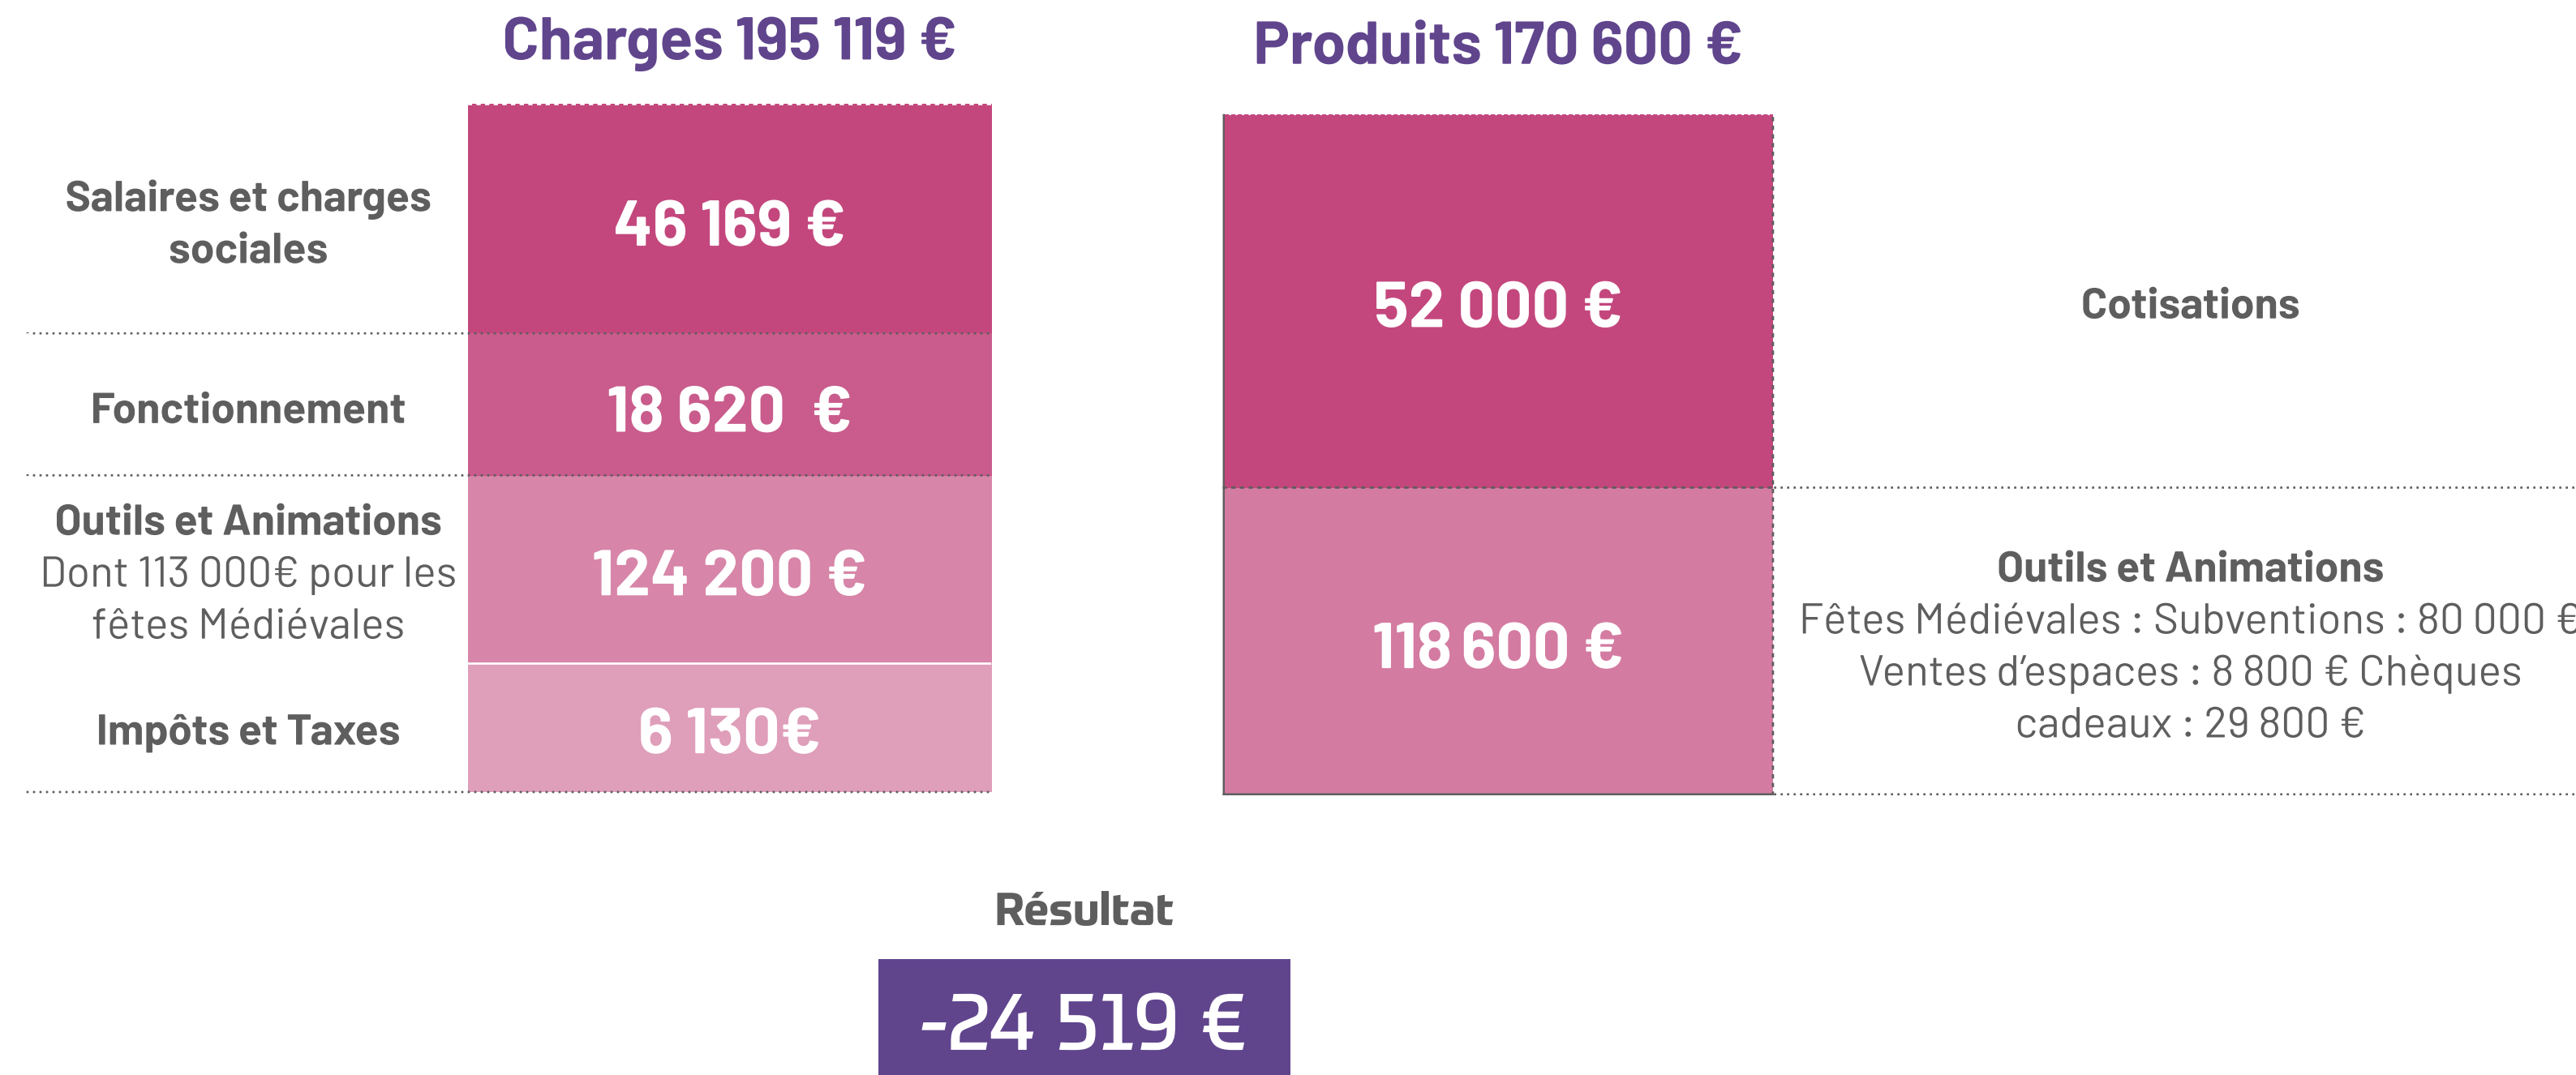 Charges 195 119 €
Salaires et charges
sociales
46 169 €
Fonctionnement
18 620 €
Outils et Animations
Dont 113 000€ pour les
fêtes Médiévales
124 200 €
Impôts et Taxes
6 130€
Produits 170 600 €
52 000 €
Cotisations
118 600 €
Outils et Animations
Fêtes Médiévales : Subventions : 80 000 €
Ventes d’espaces : 8 800 € Chèques
cadeaux : 29 800 €
Résultat
-24 519 €